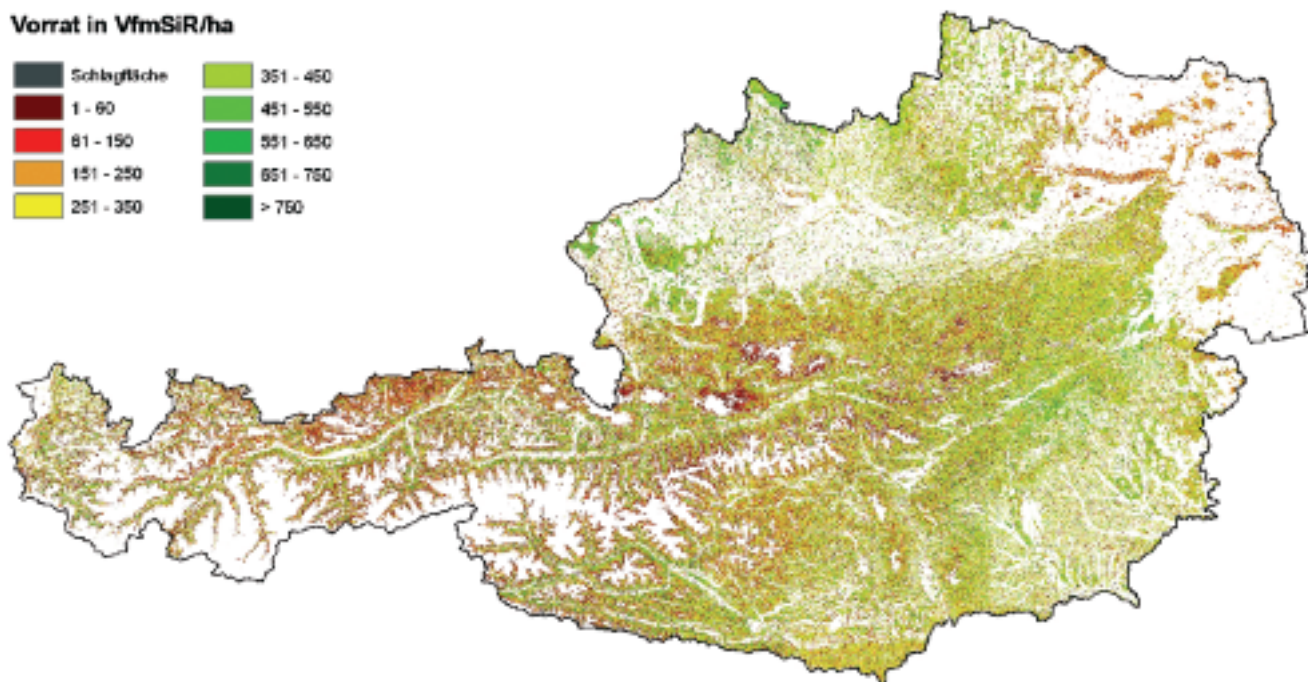 Vorrat in VfmSiR/ha
Schlagfläche
1 - 60
61 - 150
151 - 250
251 - 350
351 - 450
451 - 550
551 - 650
651 - 750
> 750